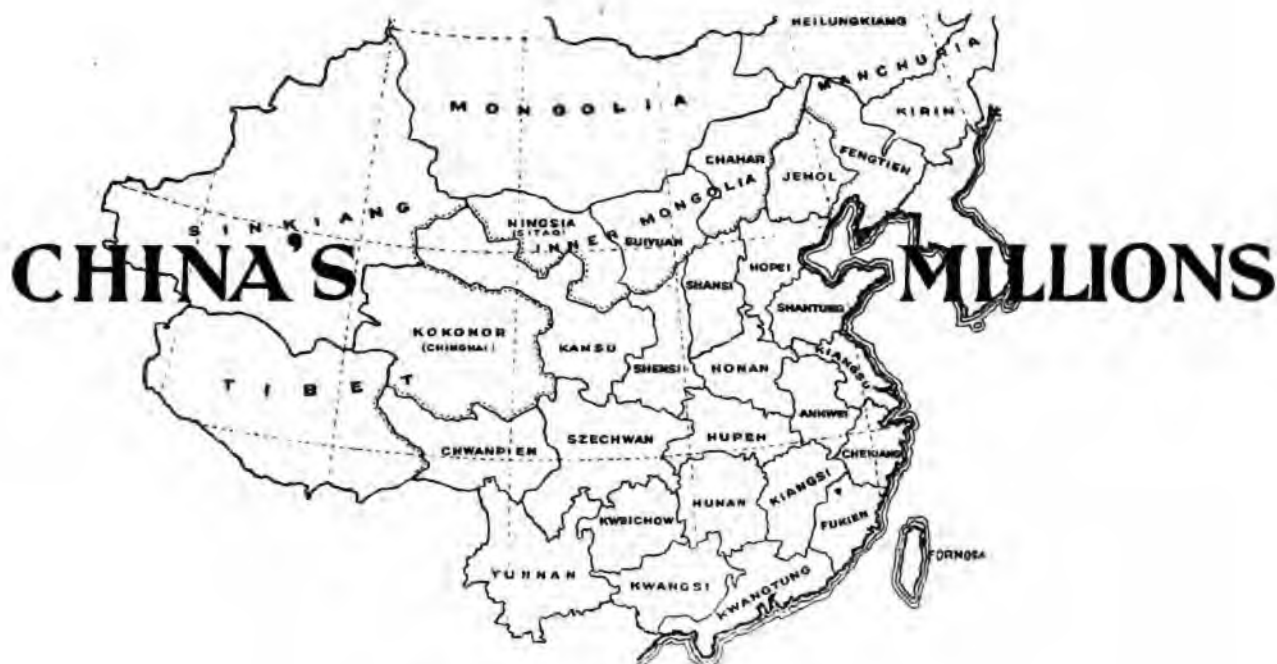 HEILUNGKIANG
MANCHURIA
MONGOLIA
KIRIN
CHAHAR
FENGTIEN
JEHOL
SINKIANG
NINGSIA
(SITAO)
INNER MONGOLIA
SUIYUAN
CHINA'S MILLIONS
HOPEI
SHANSI
SHANTUNG
KOKONOR
(CHINGHAI)
KANSU
SHENSI
HONAN
KIANGSU
TIBET
ANHWEI
CHWANPIEN
SZECHWAN
HUPEH
CHEKIANG
HUNAN
KIANGSI
KWEICHOW
FUKIEN
FORMOSA
YUNNAN
KWANGSI
KWANGTUNG